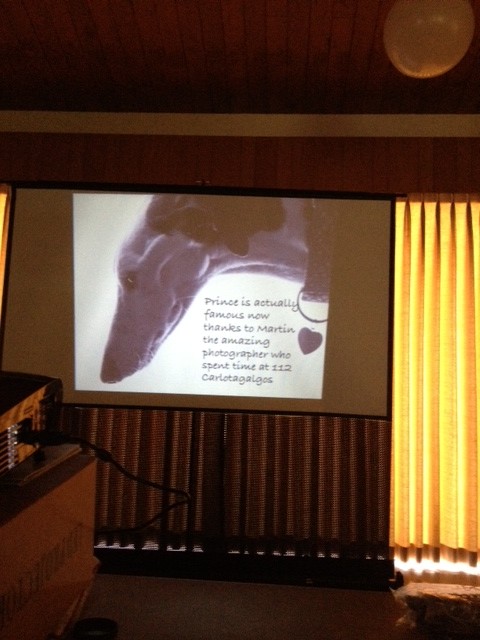 Prince is actually
famous now
thanks to Martin
the amazing
photographer who
spent time at 112
Carlotagalgos